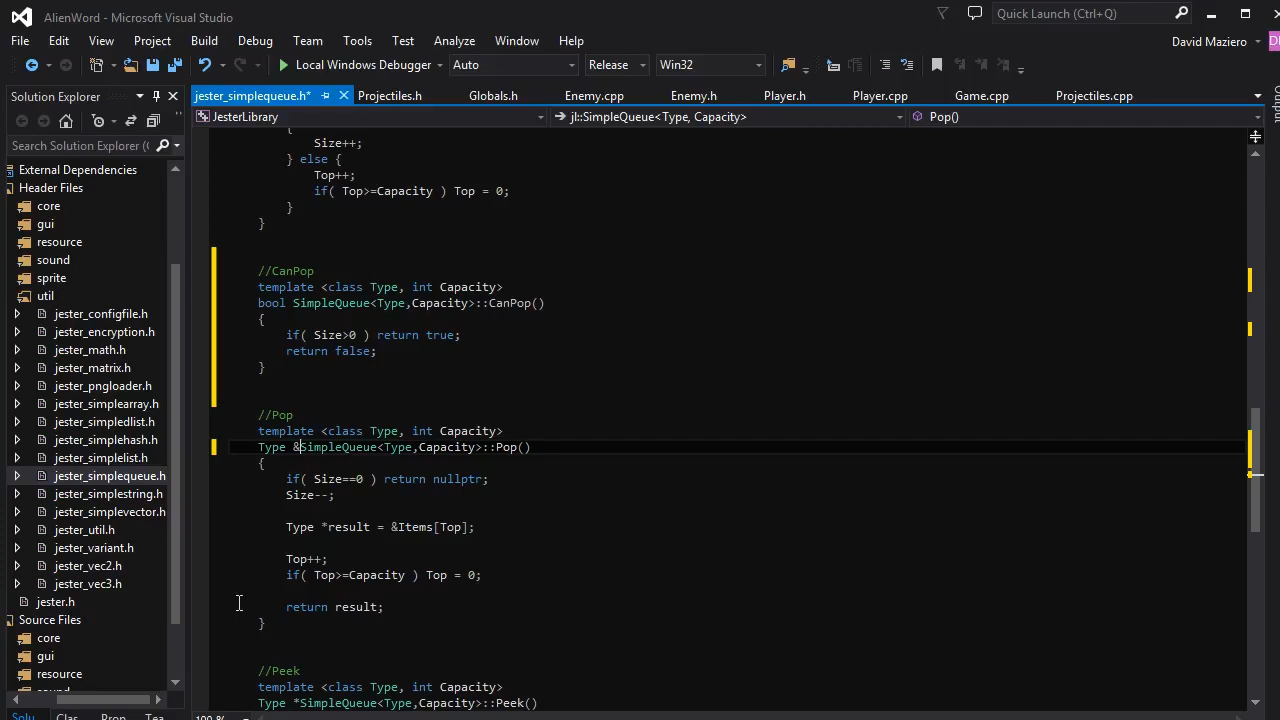 AlienWord - Microsoft Visual Studio
Quick Launch (Ctrl+Q)
File Edit View Project Build Debug Team Tools Test Analyze Window Help
David Maziero
Local Windows Debugger Auto Release Win32
Solution Explorer
jester_simplequeue.h* Projectiles.h Globals.h Enemy.cpp Enemy.h Player.h Player.cpp Game.cpp Projectiles.cpp
JesterLibrary jl::SimpleQueue<Type, Capacity> Pop()
Search Solution Explorer (
External Dependencies
Header Files
core
gui
resource
sound
sprite
util
jester_configfile.h
jester_encryption.h
jester_math.h
jester_matrix.h
jester_pngloader.h
jester_simplearray.h
jester_simpledlist.h
jester_simplehash.h
jester_simplelist.h
jester_simplequeue.h
jester_simplestring.h
jester_simplevector.h
jester_util.h
jester_variant.h
jester_vec2.h
jester_vec3.h
jester.h
Source Files
core
gui
resource
Solu Clas Prop Tea
{
Size++;
} else {
Top++;
if( Top>=Capacity ) Top = 0;
}
}
//CanPop
template <class Type, int Capacity>
bool SimpleQueue<Type,Capacity>::CanPop()
{
if( Size>0 ) return true;
return false;
}
//Pop
template <class Type, int Capacity>
Type &SimpleQueue<Type,Capacity>::Pop()
{
if( Size==0 ) return nullptr;
Size--;
Type *result = &Items[Top];
Top++;
if( Top>=Capacity ) Top = 0;
return result;
}
//Peek
template <class Type, int Capacity>
Type *SimpleQueue<Type,Capacity>::Peek()
100 %